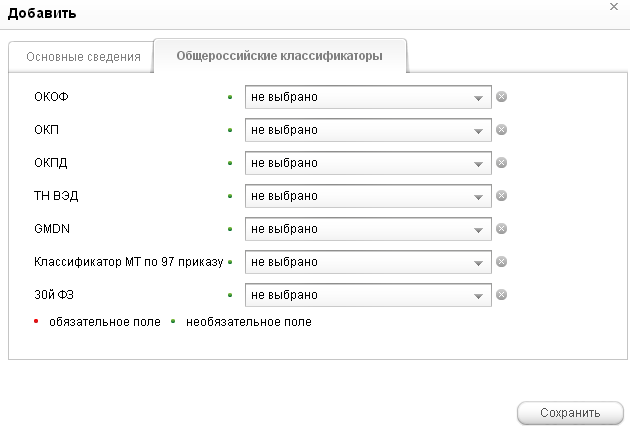 Добавить
Основные сведения
Общероссийские классификаторы
ОКОФ не выбрано
ОКП не выбрано
ОКПД не выбрано
ТН ВЭД не выбрано
GMDN не выбрано
Классификатор МТ по 97 приказу не выбрано
30й ФЗ не выбрано
обязательное поле необязательное поле
Сохранить